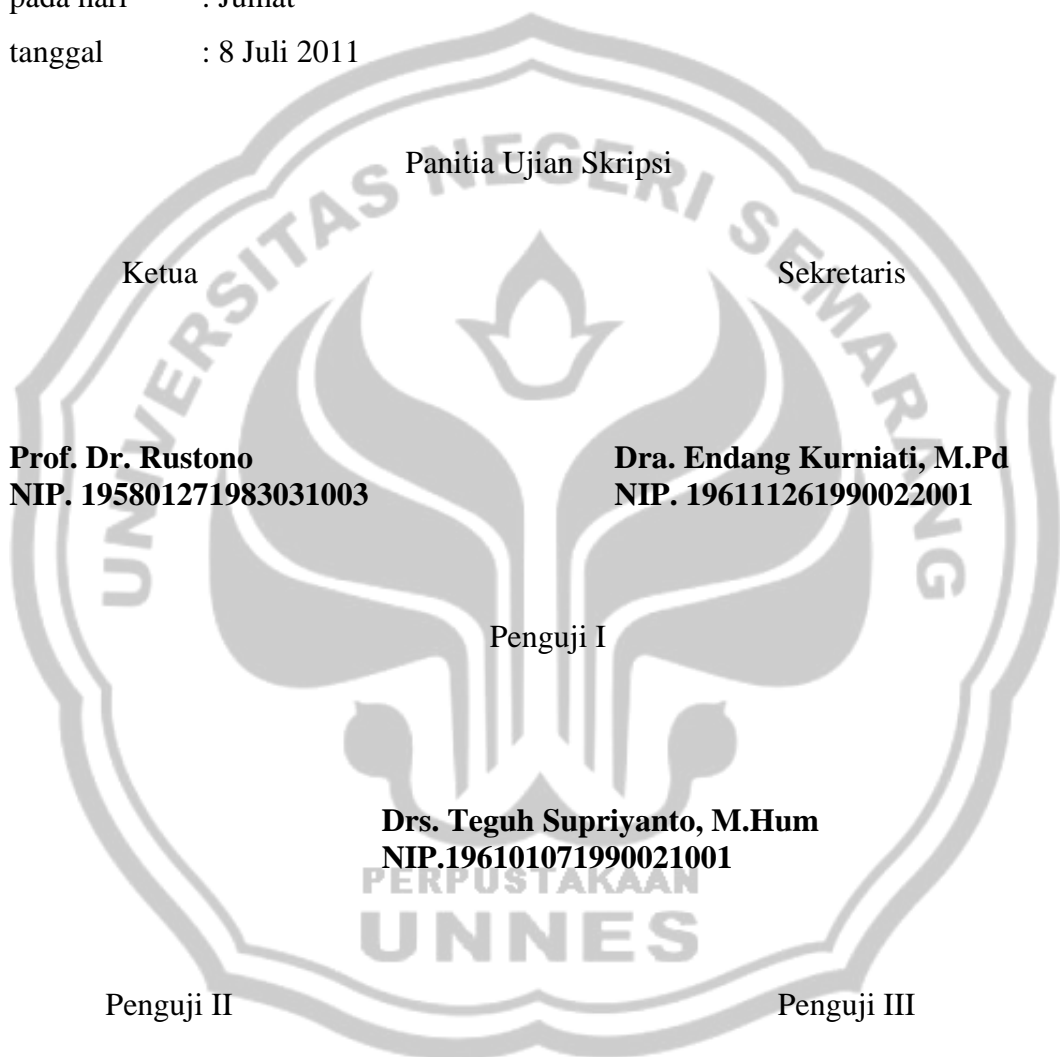 pada hari : Jumat
tanggal : 8 Juli 2011
Panitia Ujian Skripsi
Ketua Sekretaris
Prof. Dr. Rustono Dra. Endang Kurniati, M.Pd
NIP. 195801271983031003 NIP. 196111261990022001
Penguji I
Drs. Teguh Supriyanto, M.Hum
NIP.196101071990021001
Penguji II Penguji III
UNIVERSITAS NEGERI SEMARANG
PERPUSTAKAAN
UNNES